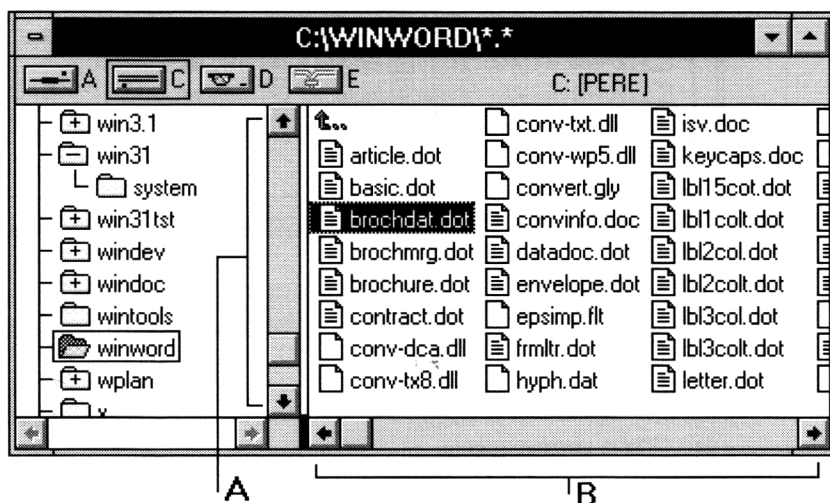 C:\WINWORD\*.*
A C D E C: [PERE]
win3.1
win31
system
win31tst
windev
windoc
wintools
winword
wplan
x
article.dot
basic.dot
brochdat.dot
brochmrg.dot
brochure.dot
contract.dot
conv-dca.dll
conv-tx8.dll
conv-txt.dll
conv-wp5.dll
convert.gly
convinfo.doc
datadoc.dot
envelope.dot
epsimp.flt
frmltr.dot
hyph.dat
isv.doc
keycaps.doc
lbl15cot.dot
lbl1colt.dot
lbl2col.dot
lbl2colt.dot
lbl3col.dot
lbl3colt.dot
letter.dot
A
B